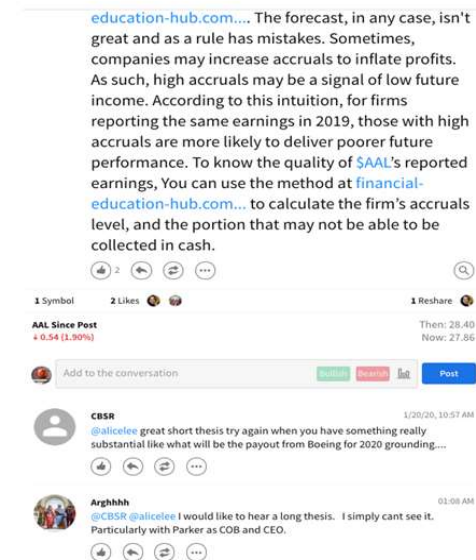 education-hub.com.... The forecast, in any case, isn't
great and as a rule has mistakes. Sometimes,
companies may increase accruals to inflate profits.
As such, high accruals may be a signal of low future
income. According to this intuition, for firms
reporting the same earnings in 2019, those with high
accruals are more likely to deliver poorer future
performance. To know the quality of $AAL's reported
earnings, You can use the method at financial-
education-hub.com... to calculate the firm's accruals
level, and the portion that may not be able to be
collected in cash.
2
1 Symbol 2 Likes 1 Reshare
AAL Since Post Then: 28.40
0.54 (1.90%) Now: 27.86
Add to the conversation Bullish Bearish Post
CBSR 1/20/20, 10:57 AM
@alicelee great short thesis try again when you have something really
substantial like what will be the payout from Boeing for 2020 grounding....
Arghhhh 01:08 AM
@CBSR @alicelee I would like to hear a long thesis. I simply cant see it.
Particularly with Parker as COB and CEO.